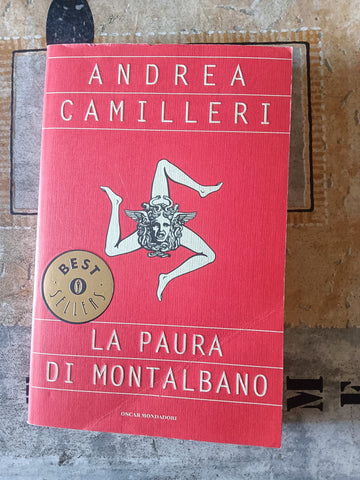 ANDREA
CAMILLERI
BEST
SELLERS
LA PAURA
DI MONTALBANO
OSCAR MONDADORI